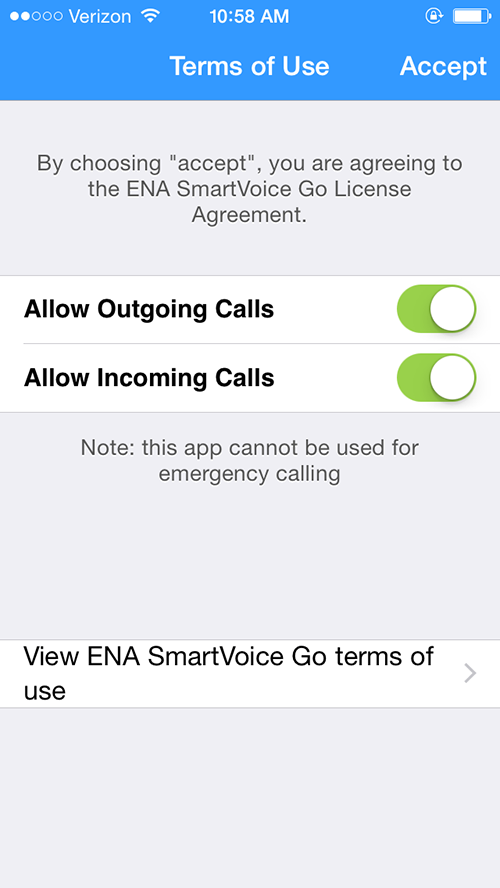 Verizon 10:58 AM
Terms of Use Accept
By choosing "accept", you are agreeing to
the ENA SmartVoice Go License
Agreement.
Allow Outgoing Calls
Allow Incoming Calls
Note: this app cannot be used for
emergency calling
View ENA SmartVoice Go terms of
use